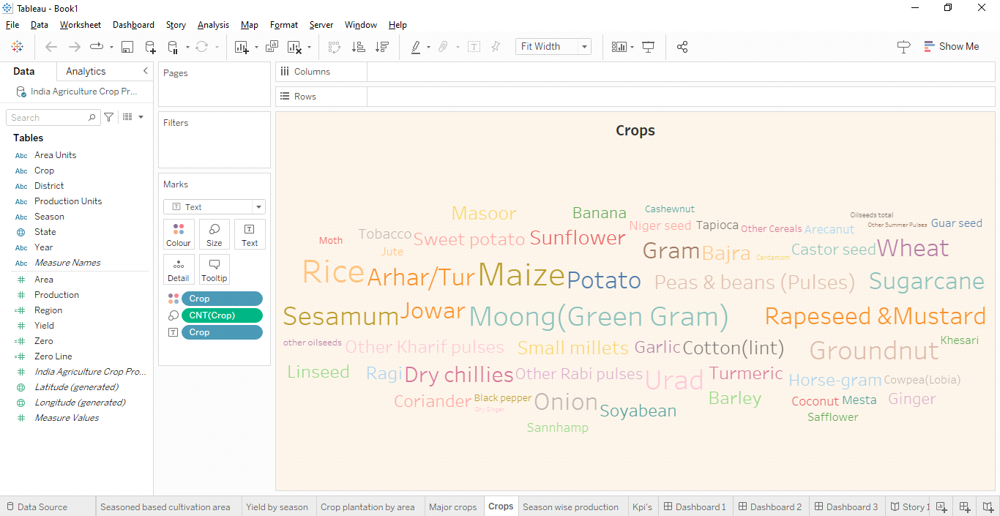 Tableau - Book1
File Data Worksheet Dashboard Story Analysis Map Format Server Window Help
Fit Width
Show Me
Data Analytics
India Agriculture Crop Pr...
Search
Tables
Abc Area Units
Abc Crop
Abc District
Abc Production Units
Abc Season
State
Abc Year
Abc Measure Names
Area
Production
Region
Yield
Zero
Zero Line
India Agriculture Crop Pro...
Latitude (generated)
Longitude (generated)
Measure Values
Pages
Filters
Marks
Text
Colour Size Text
Detail Tooltip
Crop
CNT(Crop)
Crop
Columns
Rows
Crops
Masoor Banana Cashewnut Oilseeds total
Moth Tobacco Sweet potato Sunflower Niger seed Tapioca Other Cereals Arecanut Other Summer Pulses Guar seed
Jute Gram Bajra Cardamom Castor seed Wheat
Rice Arhar/Tur Maize Potato Peas & beans (Pulses) Sugarcane
Sesamum Jowar Moong(Green Gram) Rapeseed &Mustard
other oilseeds Other Kharif pulses Small millets Garlic Cotton(lint) Groundnut Khesari
Linseed Ragi Dry chillies Other Rabi pulses Urad Turmeric Horse-gram Cowpea(Lobia)
Coriander Black pepper Onion Soyabean Barley Coconut Mesta Ginger
Dry Ginger Safflower
Sannhamp
Data Source Seasoned based cultivation area Yield by season Crop plantation by area Major crops Crops Season wise production Kpi's Dashboard 1 Dashboard 2 Dashboard 3 Story 1